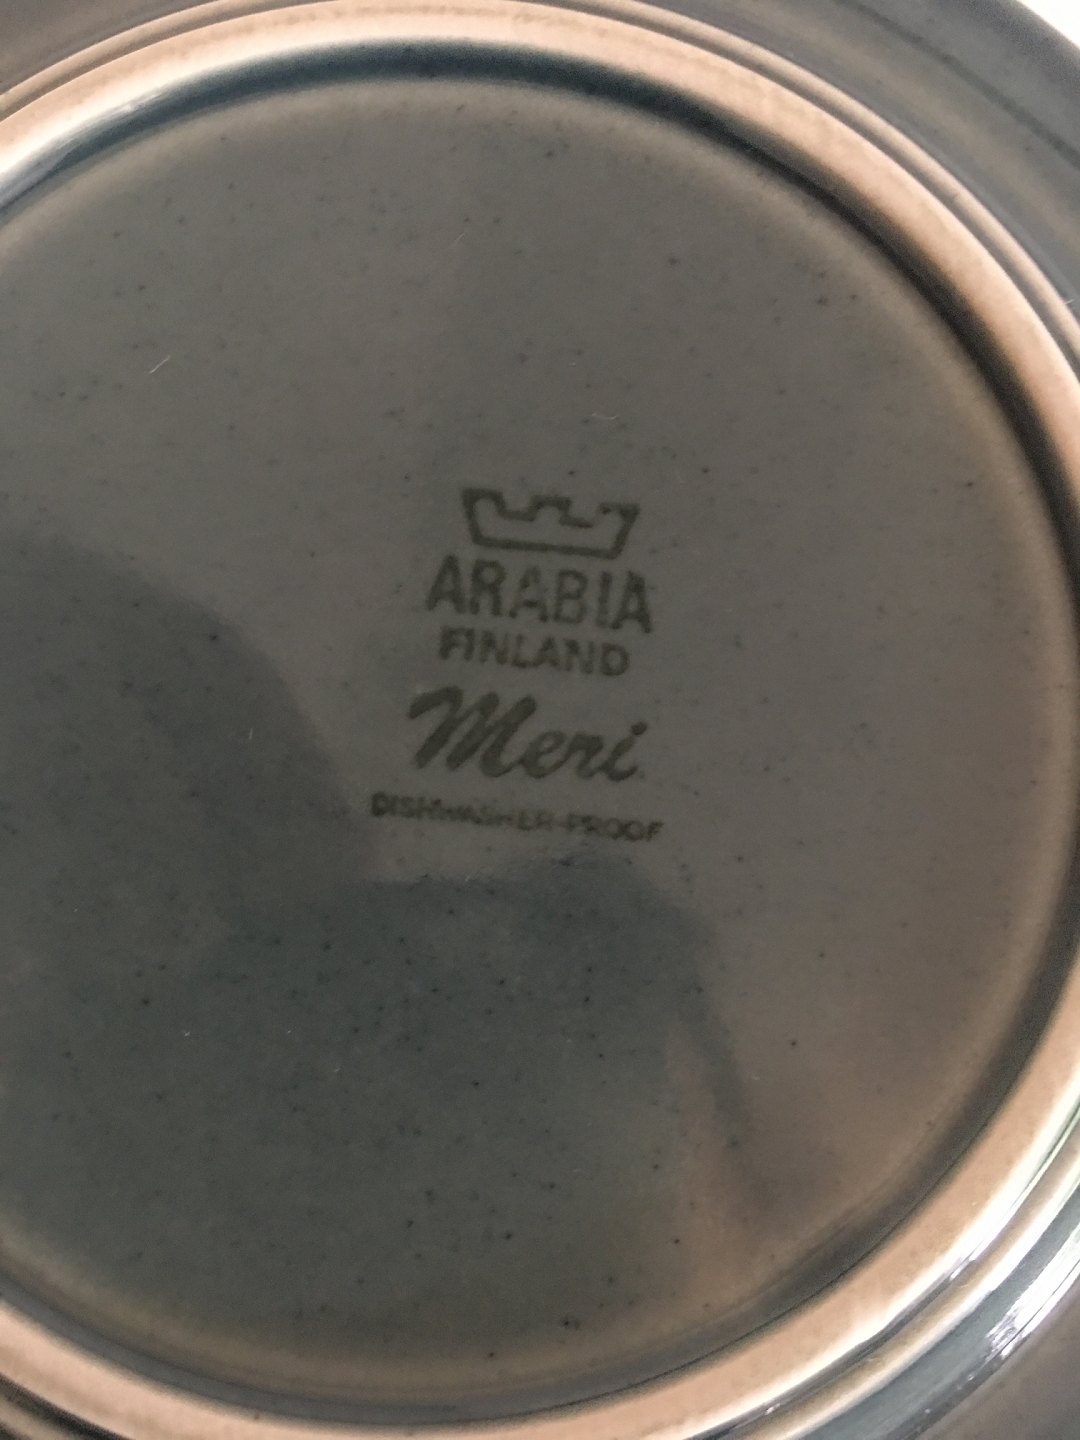 ARABIA
FINLAND
Meri
DISHWASHER-PROOF